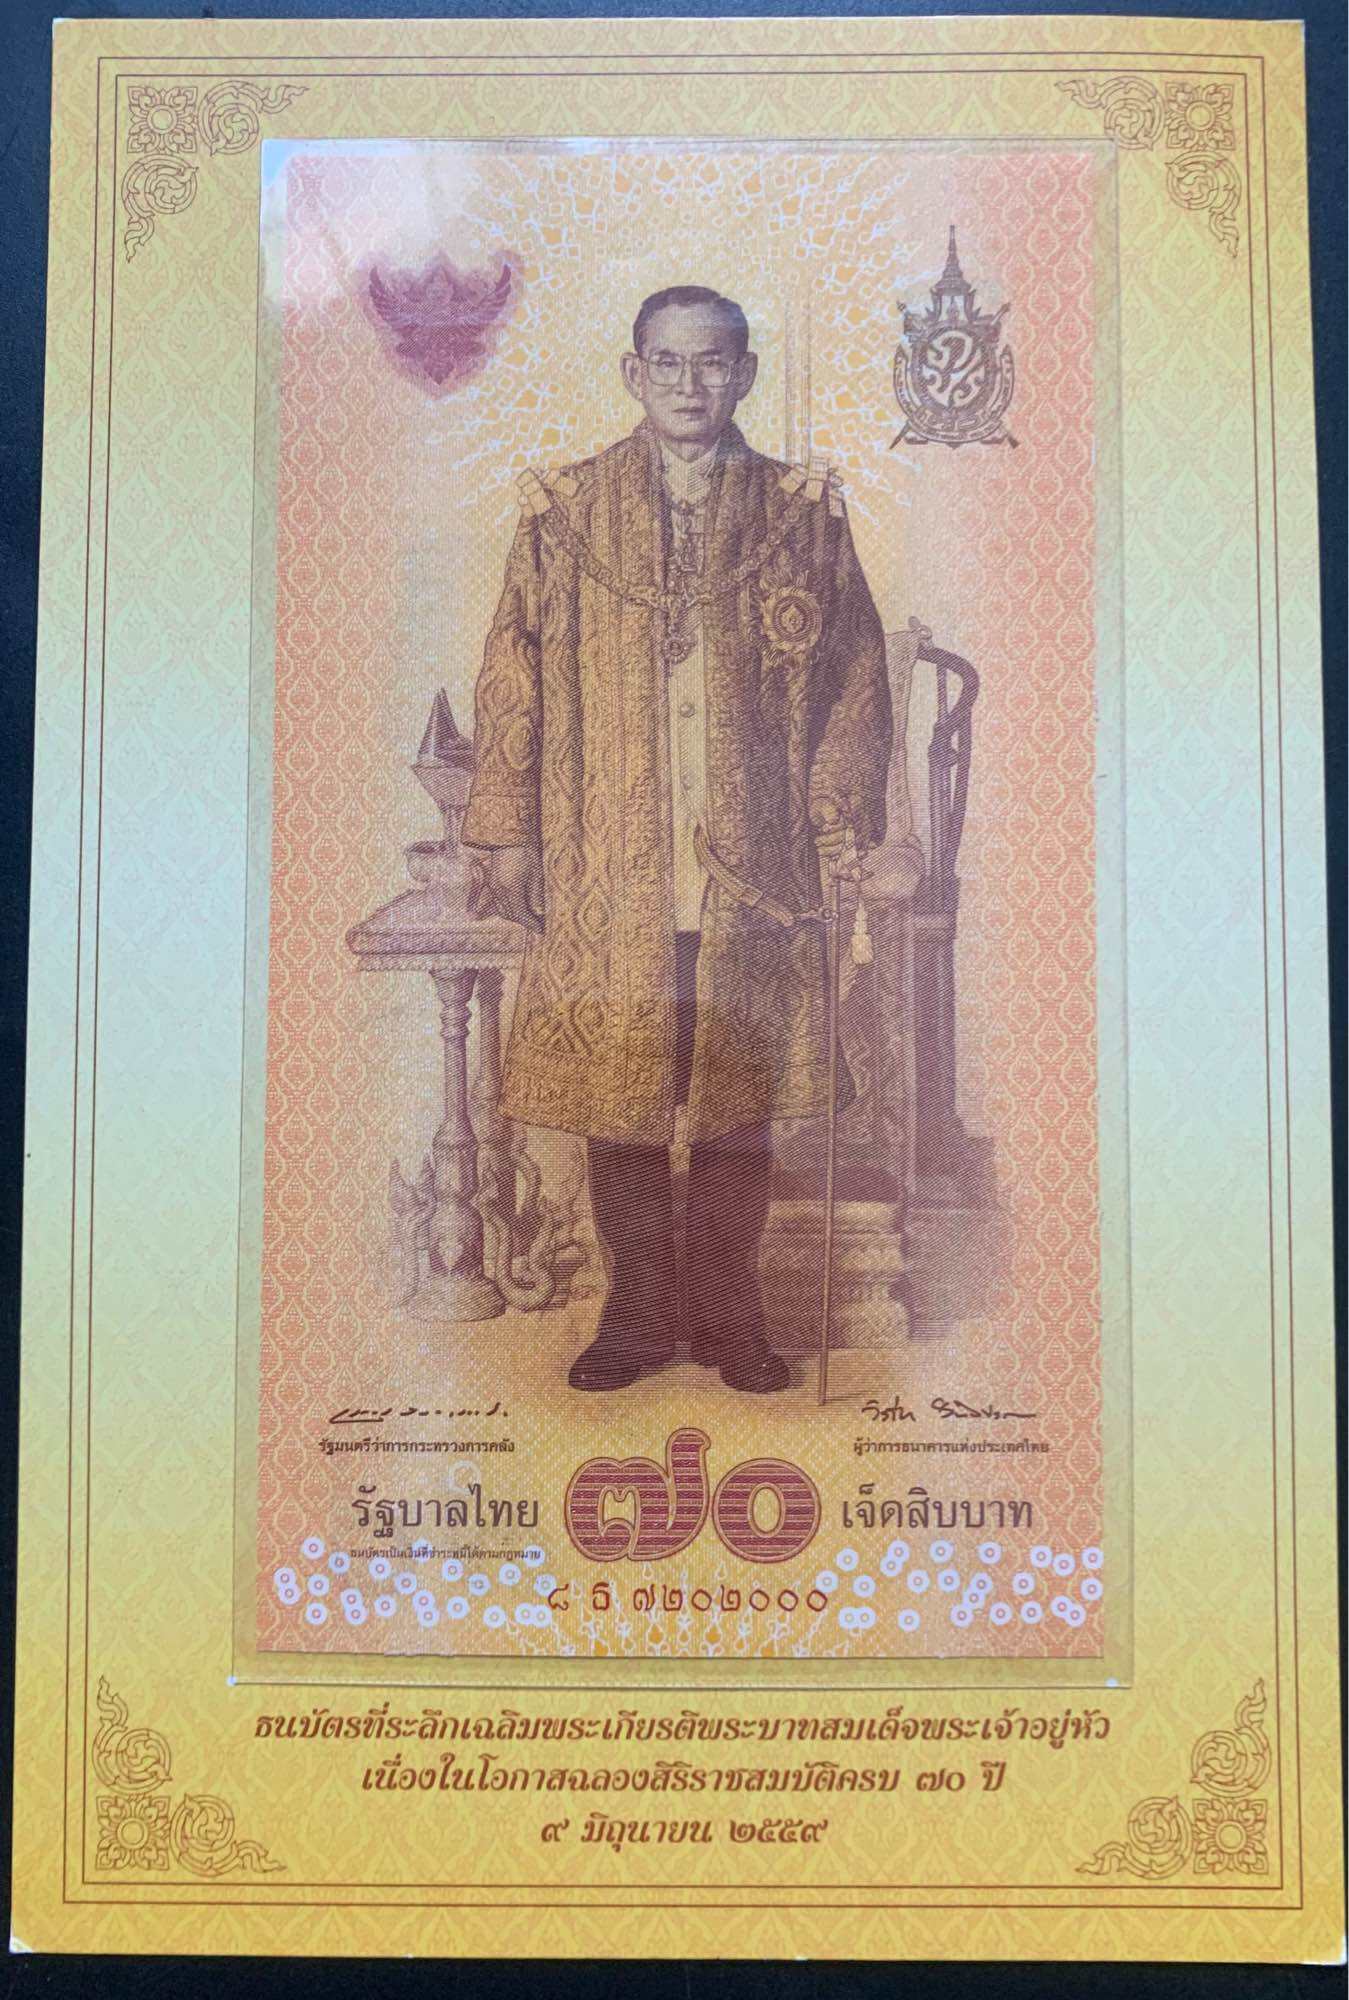 รัฐมนตรีว่าการกระทรวงการคลัง
ผู้ว่าการธนาคารแห่งประเทศไทย
รัฐบาลไทย ๗๐ เจ็ดสิบบาท
ธนบัตรเป็นเงินที่ชำระหนี้ได้ตามกฎหมาย
๘ ธ ๗๒๐๒๐๐๐
ธนบัตรที่ระลึกเฉลิมพระเกียรติพระบาทสมเด็จพระเจ้าอยู่หัว
เนื่องในโอกาสฉลองสิริราชสมบัติครบ ๗๐ ปี
๙ มิถุนายน ๒๕๕๙